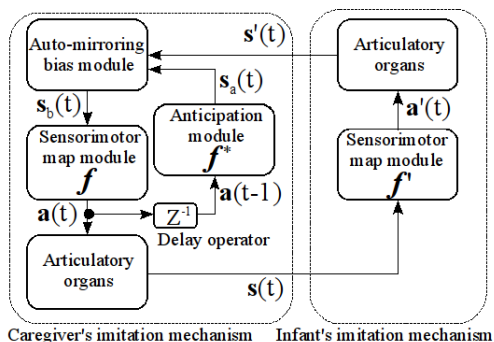 Auto-mirroring
bias module
s'(t)
Articulatory
organs
s_b(t)
s_a(t)
a'(t)
Sensorimotor
map module
f
Anticipation
module
f*
Sensorimotor
map module
f'
a(t)
Z⁻¹
a(t-1)
Delay operator
Articulatory
organs
s(t)
Caregiver's imitation mechanism
Infant's imitation mechanism